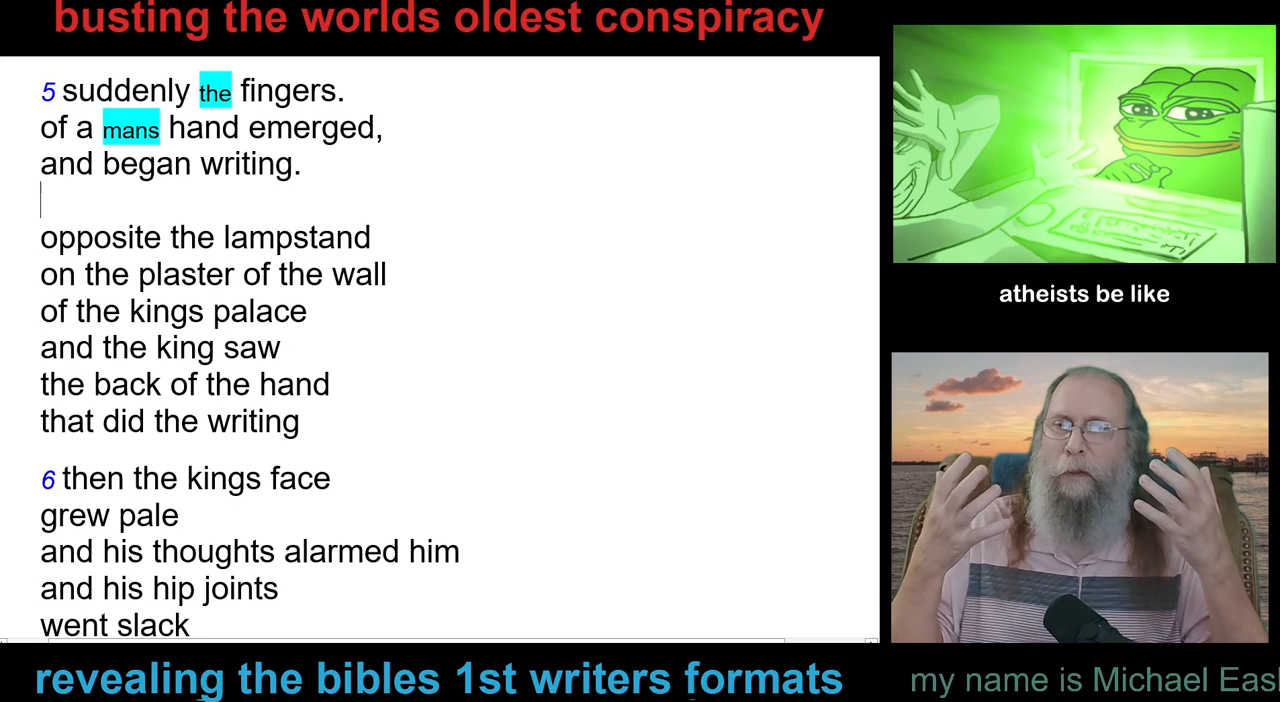 busting the worlds oldest conspiracy
5 suddenly the fingers.
of a mans hand emerged,
and began writing.
opposite the lampstand
on the plaster of the wall
of the kings palace
and the king saw
the back of the hand
that did the writing
6 then the kings face
grew pale
and his thoughts alarmed him
and his hip joints
went slack
atheists be like
revealing the bibles 1st writers formats
my name is Michael Eas